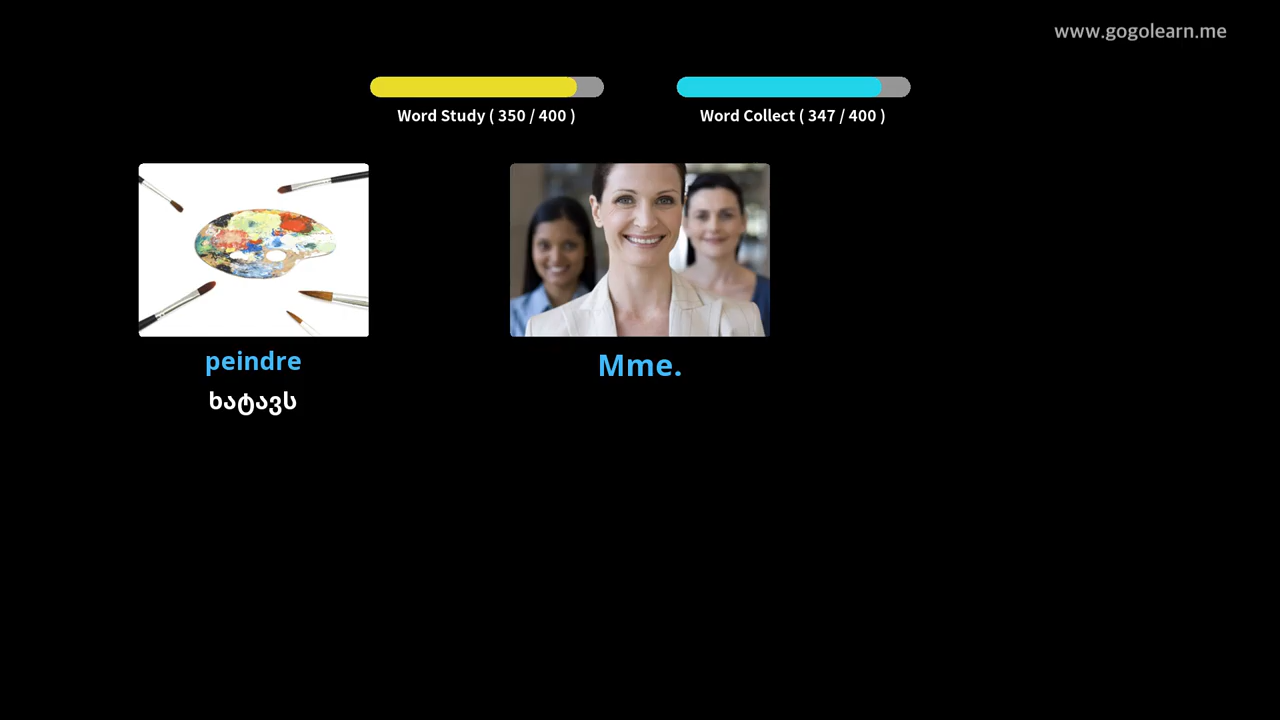 www.gogolearn.me
Word Study ( 350 / 400 )
Word Collect ( 347 / 400 )
peindre
ხატავს
Mme.